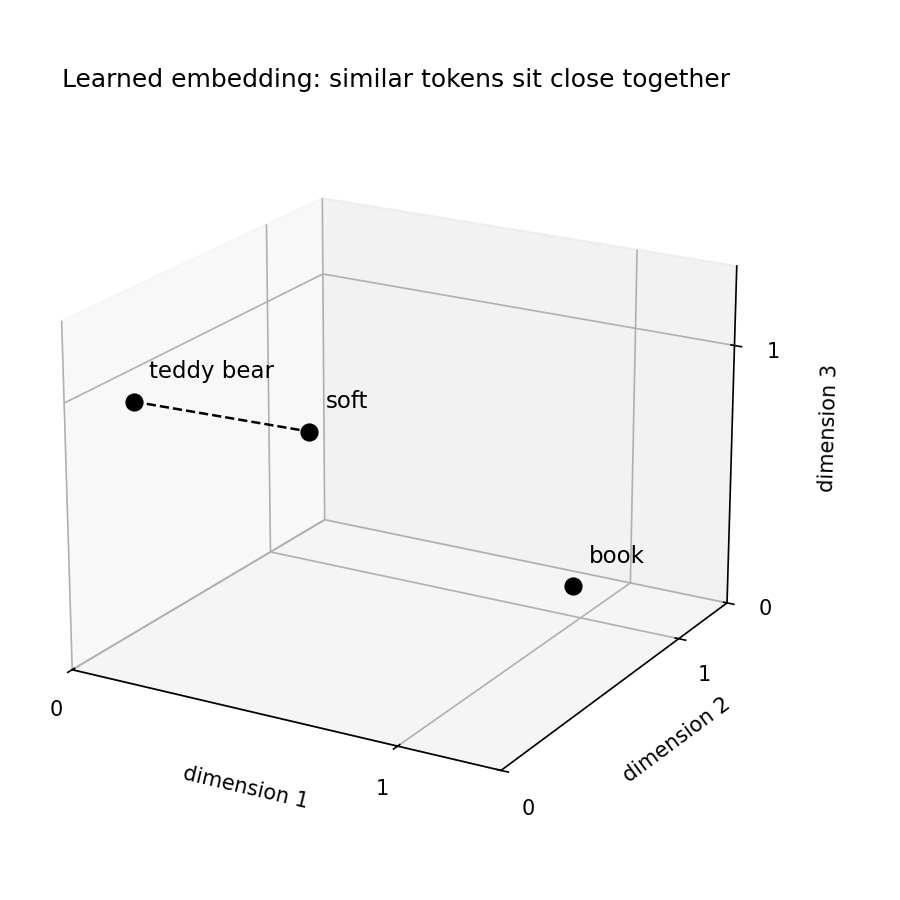 Learned embedding: similar tokens sit close together
teddy bear
soft
book
1
dimension 3
0
0
dimension 1
1
0
dimension 2
1